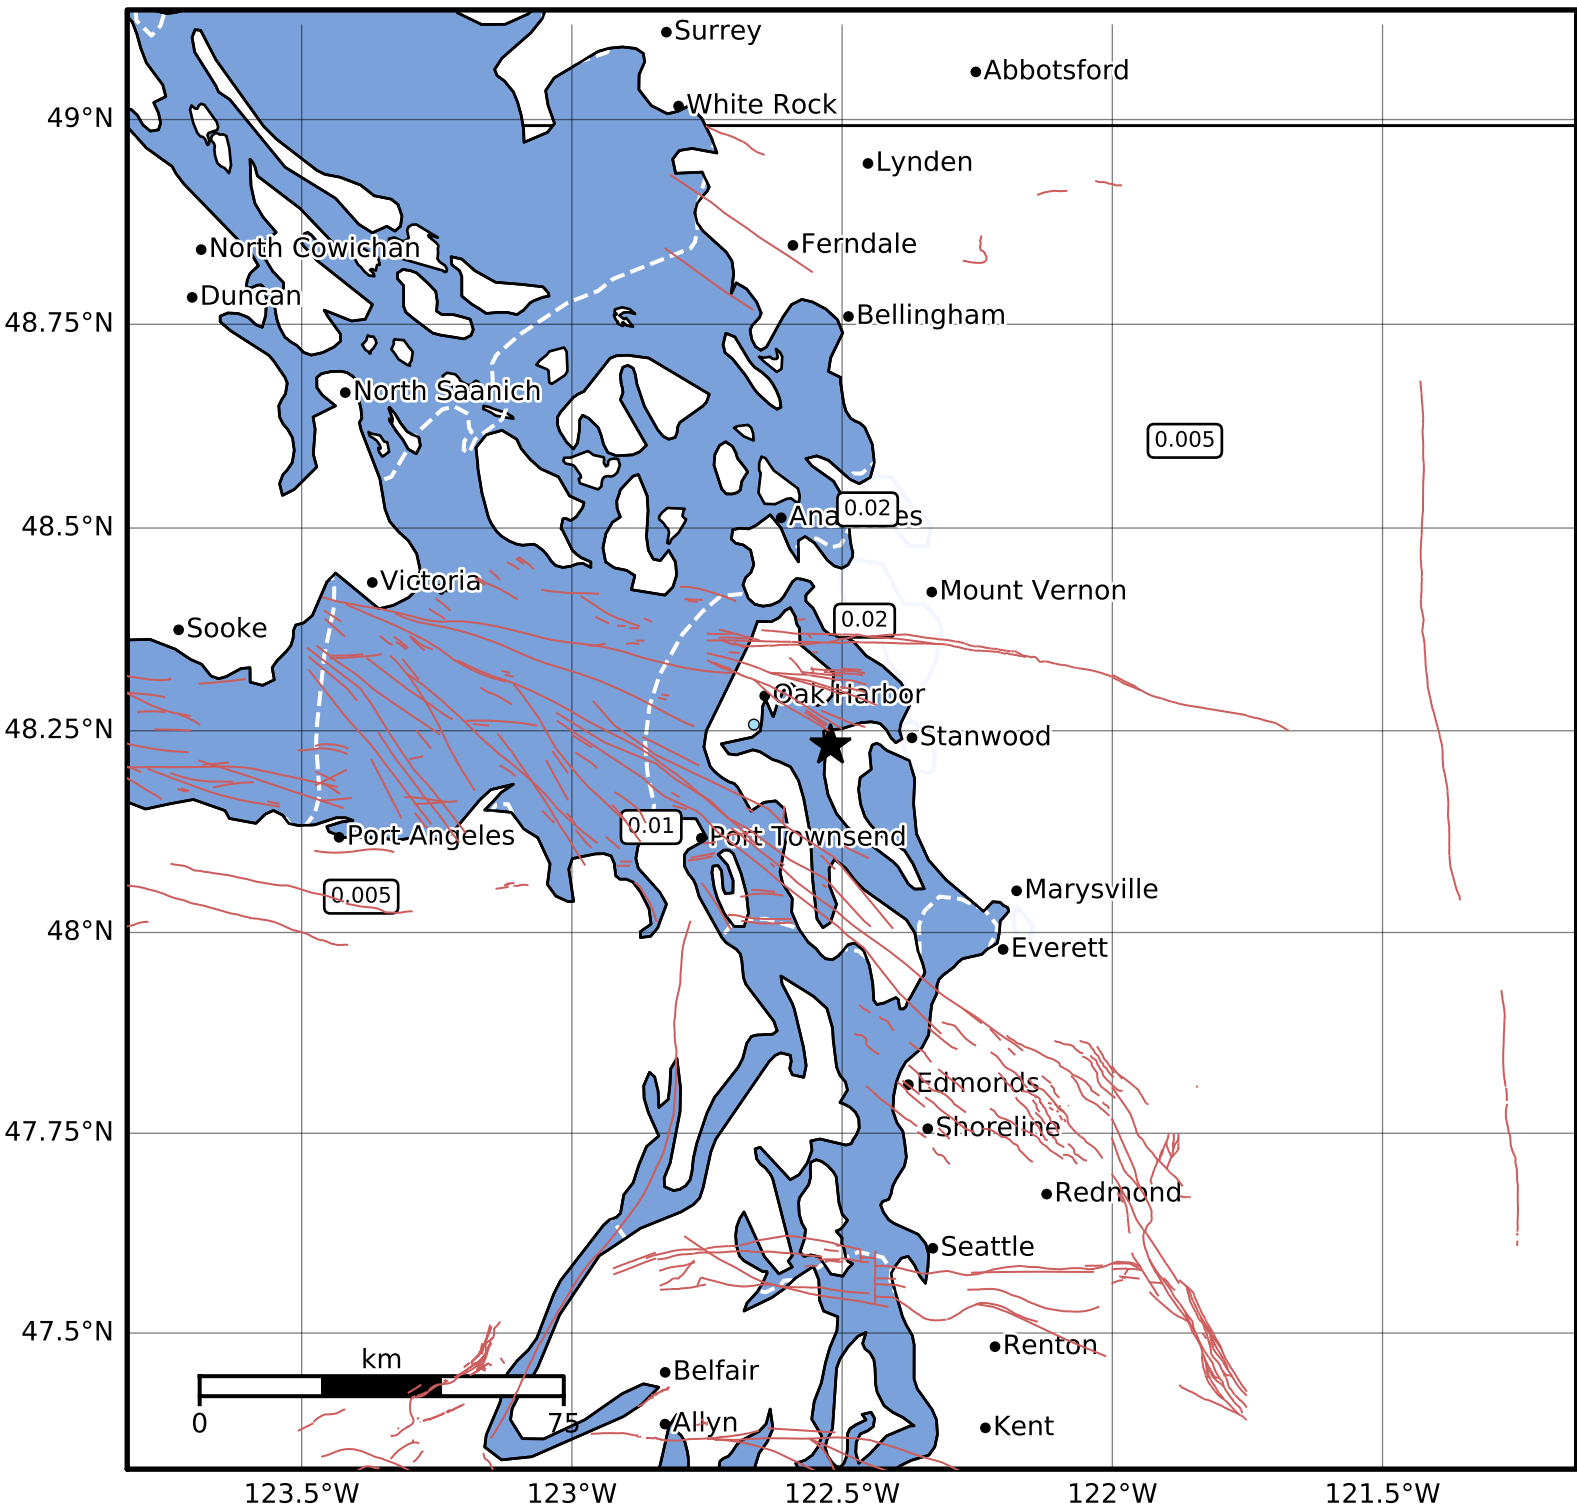 Surrey
Abbotsford
White Rock
49°N
Lynden
North Cowichan
Ferndale
Duncan
Bellingham
48.75°N
North Saanich
0.005
0.02
48.5°N
Victoria
Mount Vernon
0.02
Sooke
Oak Harbor
48.25°N
Stanwood
0.01
Port Angeles
Port Townsend
0.005
Marysville
48°N
Everett
Edmonds
Shoreline
47.75°N
Redmond
Seattle
47.5°N
Renton
km
Belfair
0
75
Allyn
Kent
123.5°W
123°W
122.5°W
122°W
121.5°W